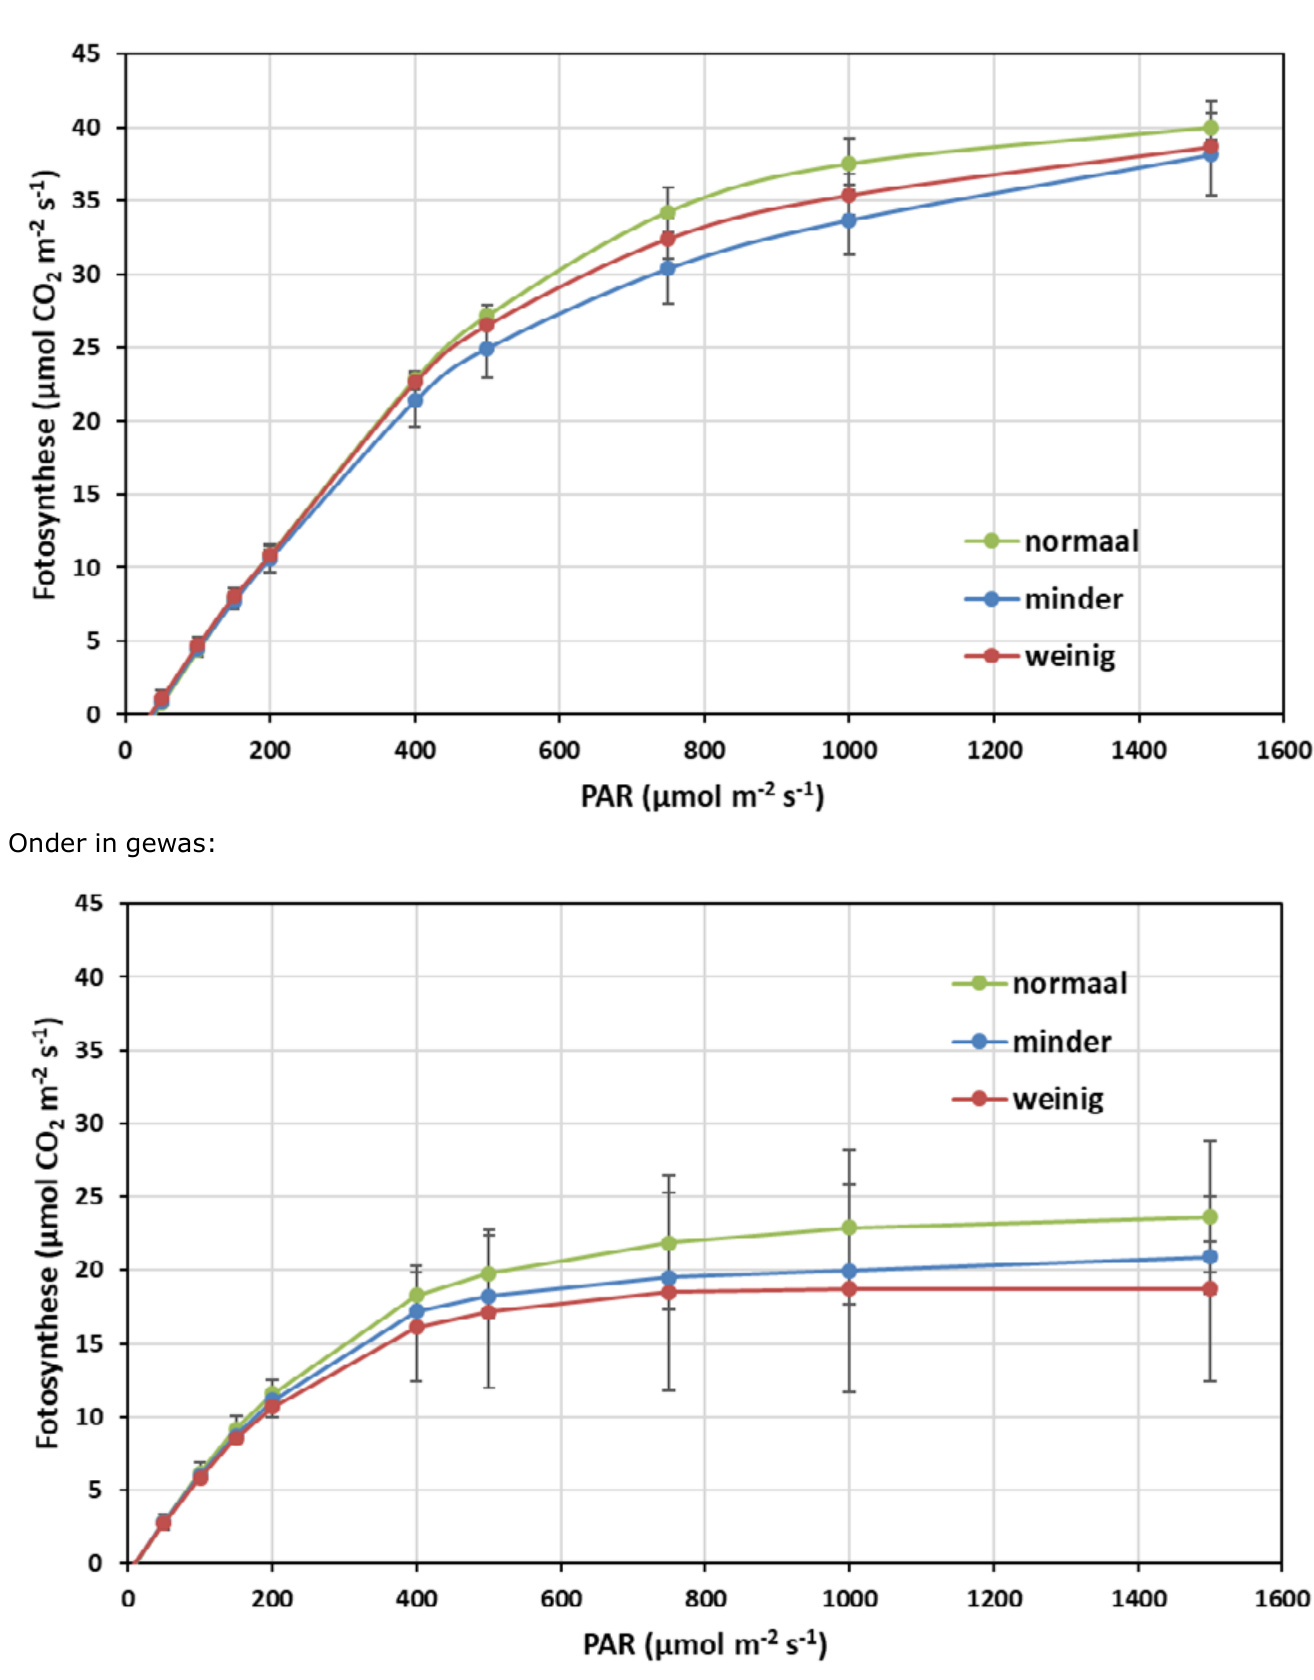 45
40
35
30
25
20
15
10
5
0
Fotosynthese (µmol CO₂ m⁻² s⁻¹)
normaal
minder
weinig
0 200 400 600 800 1000 1200 1400 1600
PAR (µmol m⁻² s⁻¹)
Onder in gewas:
45
40
35
30
25
20
15
10
5
0
Fotosynthese (µmol CO₂ m⁻² s⁻¹)
normaal
minder
weinig
0 200 400 600 800 1000 1200 1400 1600
PAR (µmol m⁻² s⁻¹)